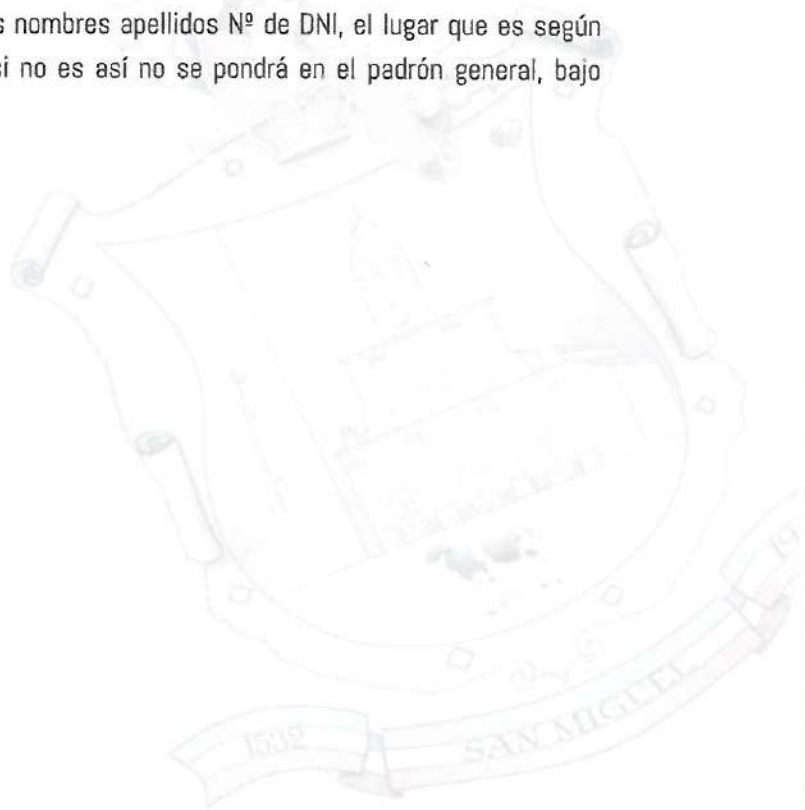 nombres apellidos Nº de DNI, el lugar que es según
no es así no se pondrá en el padrón general, bajo
1532
SAN MIGUEL
19